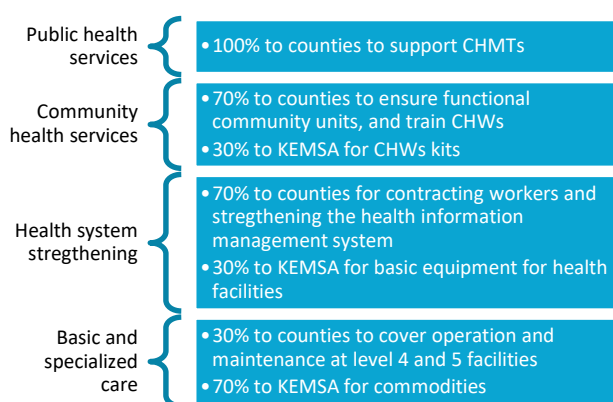 Public health
services
• 100% to counties to support CHMTs
Community
health services
• 70% to counties to ensure functional
community units, and train CHWs
• 30% to KEMSA for CHWs kits
Health system
stregthening
• 70% to counties for contracting workers and
stregthening the health information
management system
• 30% to KEMSA for basic equipment for health
facilities
Basic and
specialized
care
• 30% to counties to cover operation and
maintenance at level 4 and 5 facilities
• 70% to KEMSA for commodities